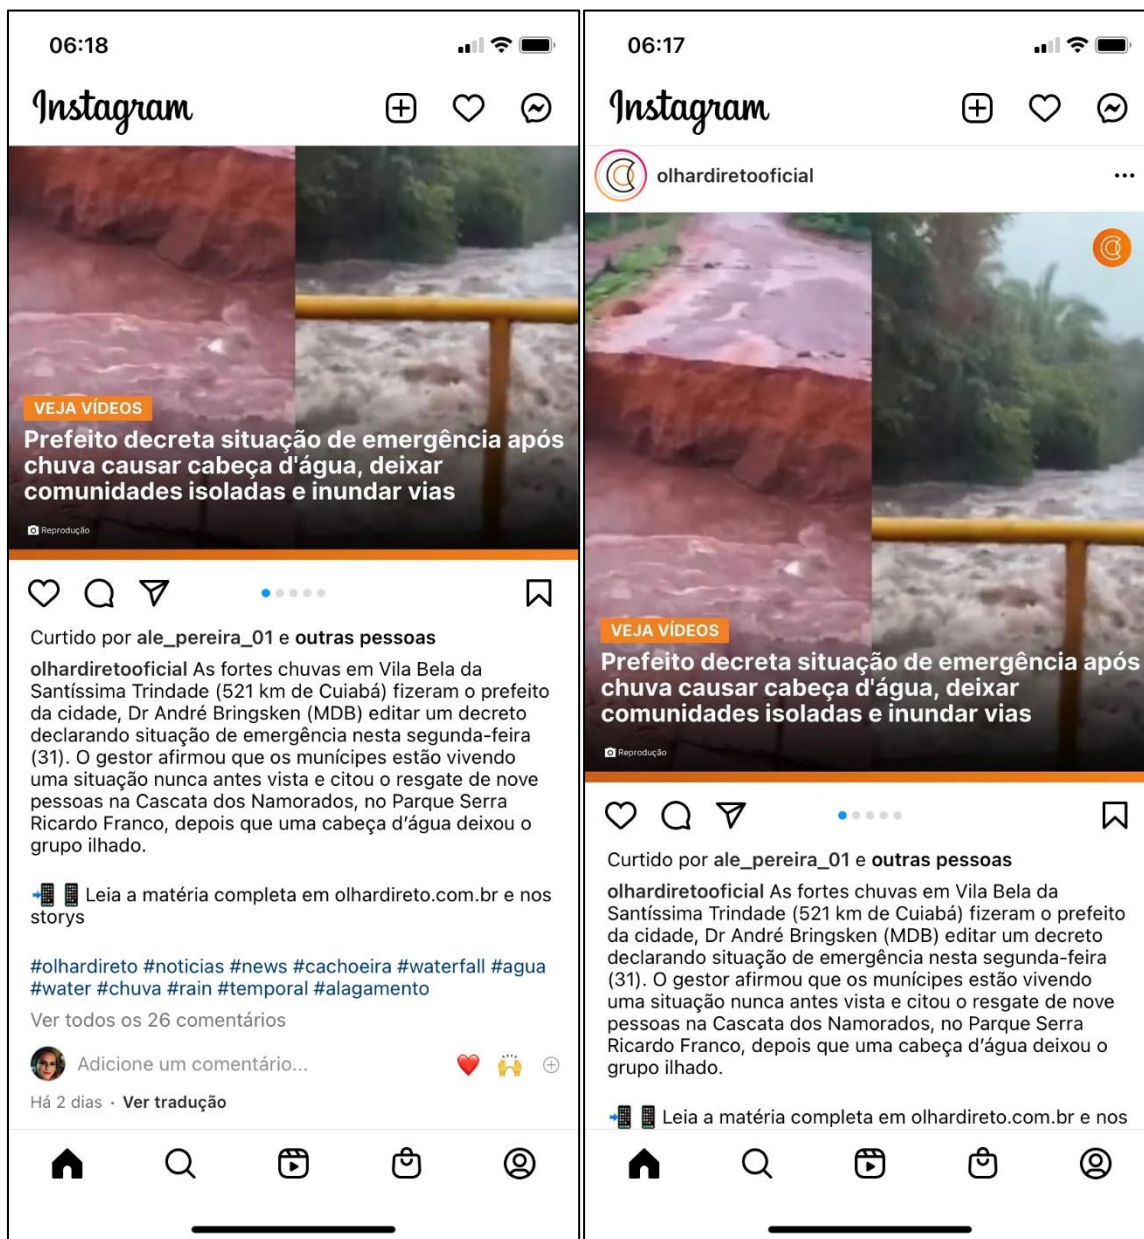 06:18
Instagram
VEJA VÍDEOS
Prefeito decreta situação de emergência após
chuva causar cabeça d'água, deixar
comunidades isoladas e inundar vias
Reprodução
Curtido por ale_pereira_01 e outras pessoas
olhardiretooficial As fortes chuvas em Vila Bela da
Santíssima Trindade (521 km de Cuiabá) fizeram o prefeito
da cidade, Dr André Bringsken (MDB) editar um decreto
declarando situação de emergência nesta segunda-feira
(31). O gestor afirmou que os munícipes estão vivendo
uma situação nunca antes vista e citou o resgate de nove
pessoas na Cascata dos Namorados, no Parque Serra
Ricardo Franco, depois que uma cabeça d’água deixou o
grupo ilhado.
📲📱 Leia a matéria completa em olhardireto.com.br e nos
storys
#olhardireto #noticias #news #cachoeira #waterfall #agua
#water #chuva #rain #temporal #alagamento
Ver todos os 26 comentários
Adicione um comentário...
Há 2 dias · Ver tradução
06:17
Instagram
olhardiretooficial
VEJA VÍDEOS
Prefeito decreta situação de emergência após
chuva causar cabeça d'água, deixar
comunidades isoladas e inundar vias
Reprodução
Curtido por ale_pereira_01 e outras pessoas
olhardiretooficial As fortes chuvas em Vila Bela da
Santíssima Trindade (521 km de Cuiabá) fizeram o prefeito
da cidade, Dr André Bringsken (MDB) editar um decreto
declarando situação de emergência nesta segunda-feira
(31). O gestor afirmou que os munícipes estão vivendo
uma situação nunca antes vista e citou o resgate de nove
pessoas na Cascata dos Namorados, no Parque Serra
Ricardo Franco, depois que uma cabeça d’água deixou o
grupo ilhado.
📲📱 Leia a matéria completa em olhardireto.com.br e nos